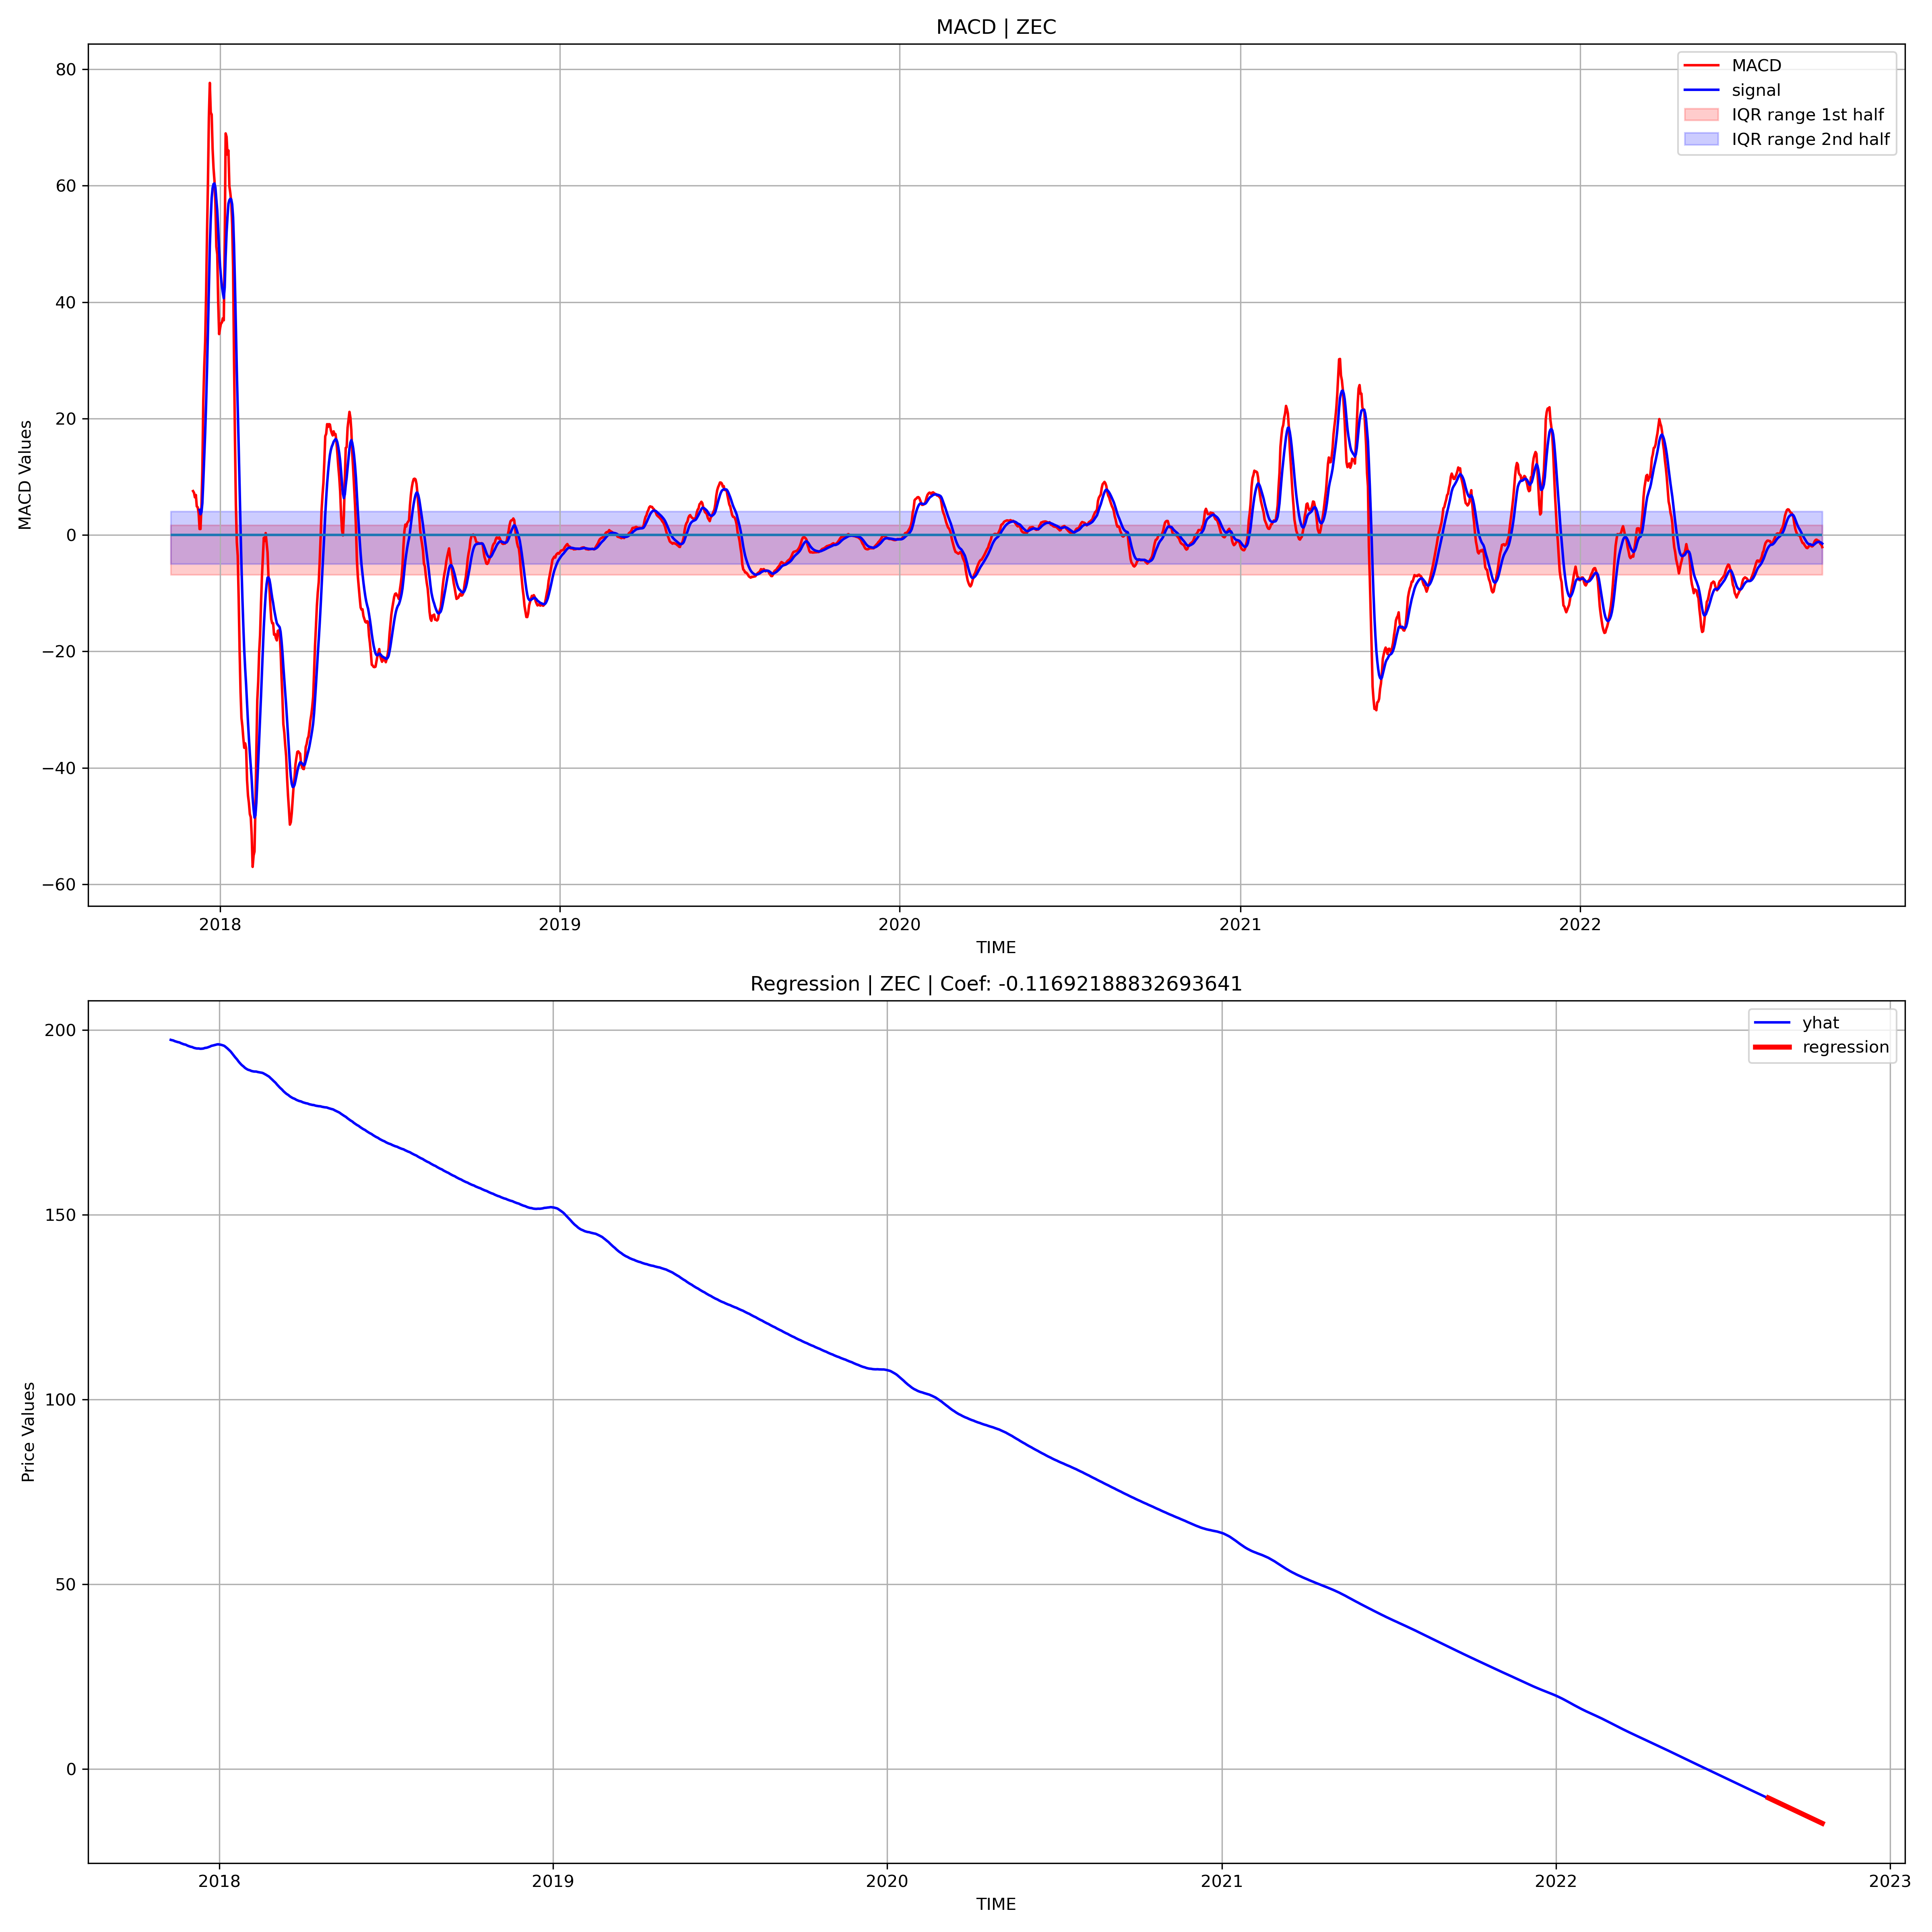 MACD | ZEC
MACD
signal
IQR range 1st half
IQR range 2nd half
MACD Values
80
60
40
20
0
−20
−40
−60
2018
2019
2020
2021
2022
TIME
Regression | ZEC | Coef: -0.11692188832693641
yhat
regression
Price Values
200
150
100
50
0
2018
2019
2020
2021
2022
2023
TIME